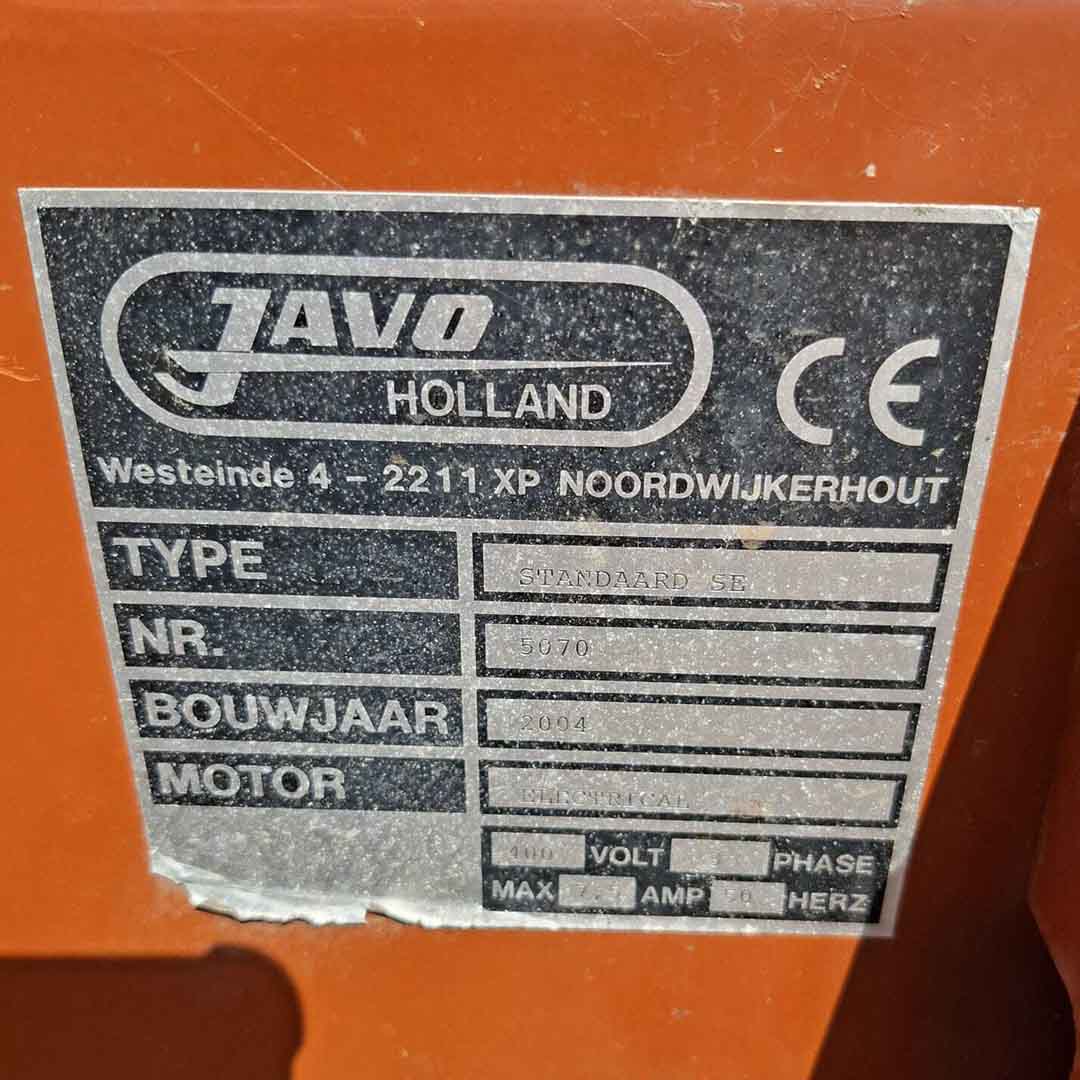 JAVO
HOLLAND
CE
Westeinde 4 - 2211 XP NOORDWIJKERHOUT
TYPE STANDAARD SE
NR. 5070
BOUWJAAR 2004
MOTOR ELECTRICAL
400 VOLT PHASE
MAX AMP 50 HERZ